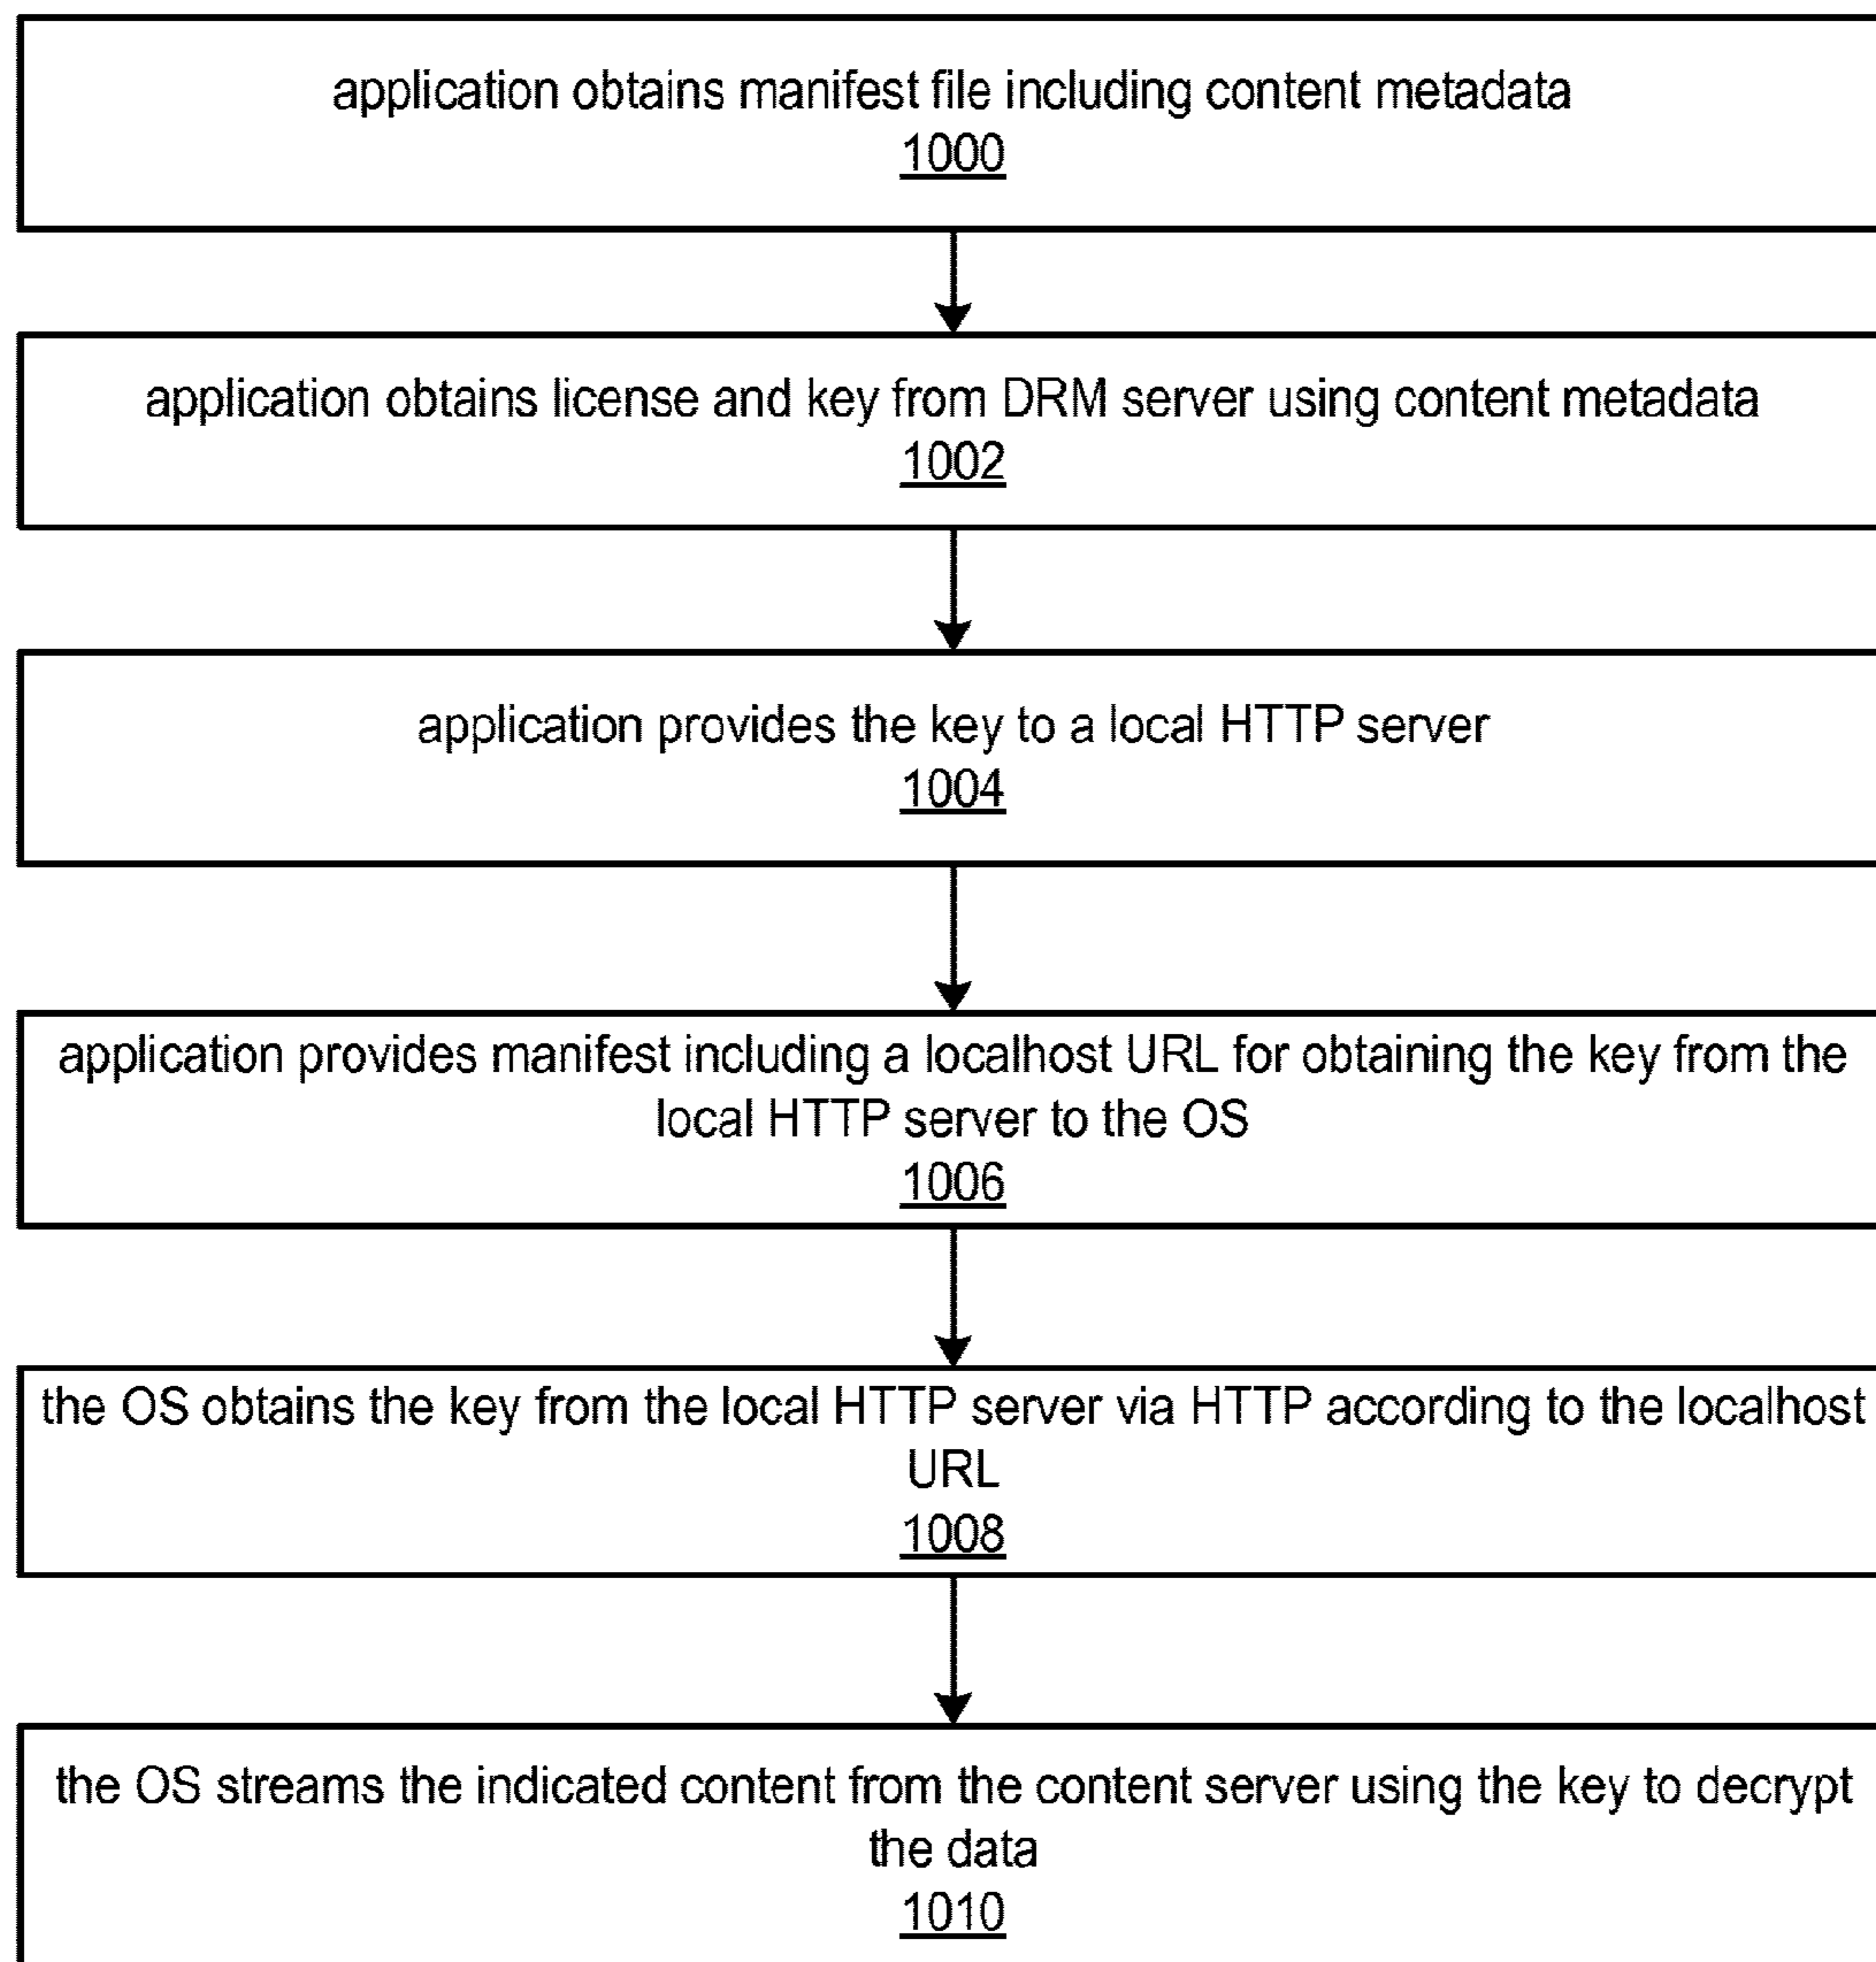 application obtains manifest file including content metadata
1000
application obtains license and key from DRM server using content metadata
1002
application provides the key to a local HTTP server
1004
application provides manifest including a localhost URL for obtaining the key from the
local HTTP server to the OS
1006
the OS obtains the key from the local HTTP server via HTTP according to the localhost
URL
1008
the OS streams the indicated content from the content server using the key to decrypt
the data
1010